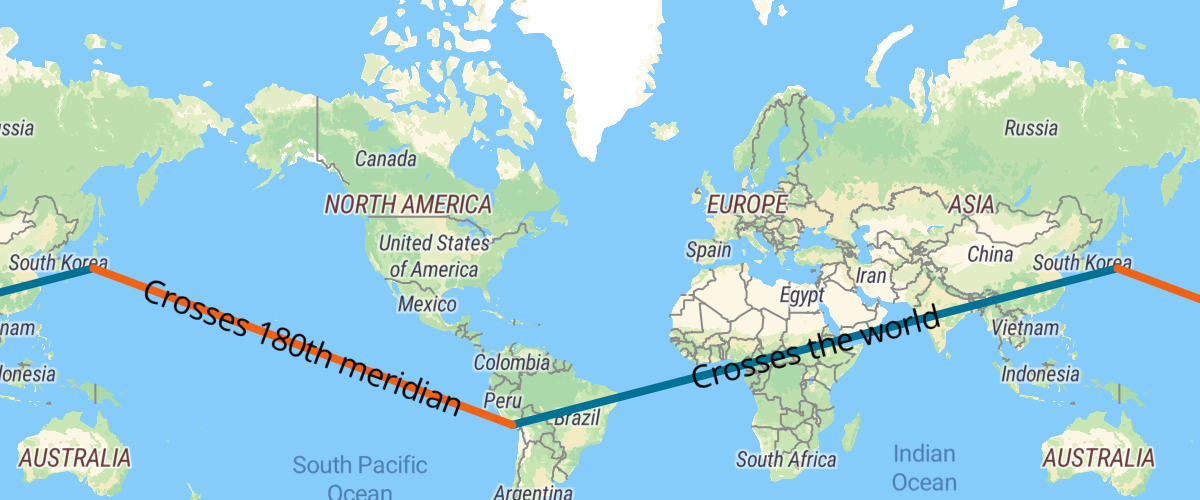 ssia
Canada
Russia
NORTH AMERICA
EUROPE
ASIA
United States
of America
Spain
China
South Korea
South Korea
Iran
Egypt
Mexico
Crosses 180th meridian
Crosses the world
nam
Vietnam
Colombia
lonesia
Indonesia
Peru
Brazil
AUSTRALIA
South Africa
AUSTRALIA
South Pacific
Ocean
Indian
Ocean
Argentina